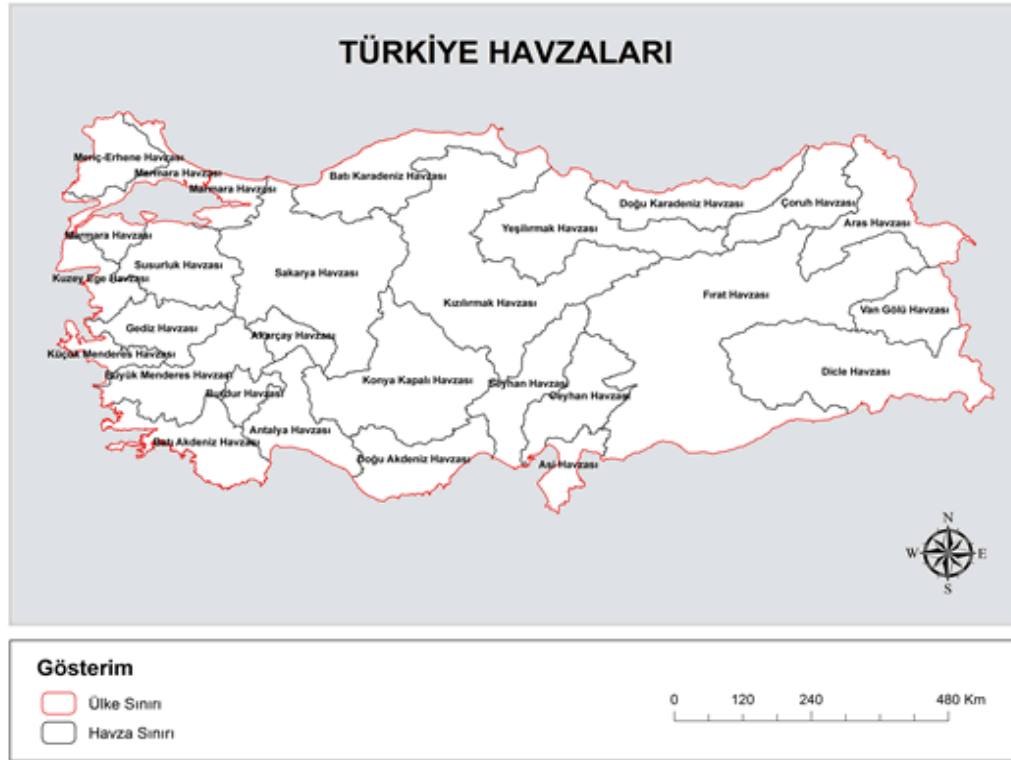 TÜRKİYE HAVZALARI
Meriç-Erhene Havzası
Marmara Havzası
Marmara Havzası
Batı Karadeniz Havzası
Doğu Karadeniz Havzası
Çoruh Havzası
Aras Havzası
Yeşilırmak Havzası
Marmara Havzası
Susurluk Havzası
Sakarya Havzası
Kuzey Ege Havzası
Kızılırmak Havzası
Fırat Havzası
Van Gölü Havzası
Gediz Havzası
Akarçay Havzası
Küçük Menderes Havzası
Büyük Menderes Havzası
Konya Kapalı Havzası
Seyhan Havzası
Ceyhan Havzası
Dicle Havzası
Burdur Havzası
Antalya Havzası
Batı Akdeniz Havzası
Doğu Akdeniz Havzası
Asi Havzası
N
W E
S
Gösterim
Ülke Sınırı
Havza Sınırı
0 120 240 480 Km